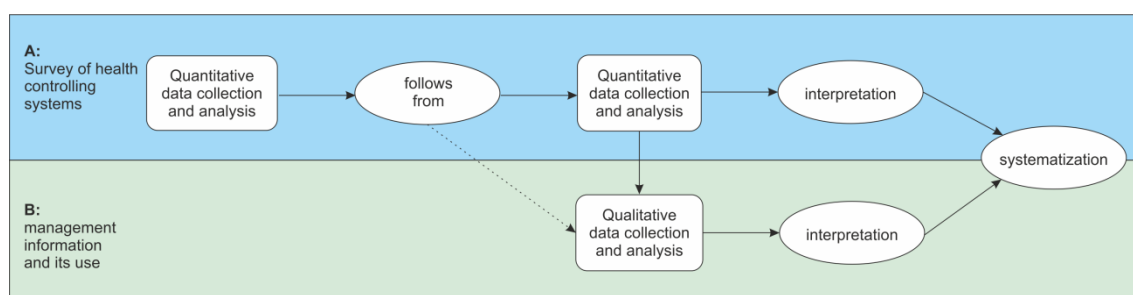 A:
Survey of health
controlling
systems
Quantitative
data collection
and analysis
follows
from
Quantitative
data collection
and analysis
interpretation
systematization
B:
management
information
and its use
Qualitative
data collection
and analysis
interpretation